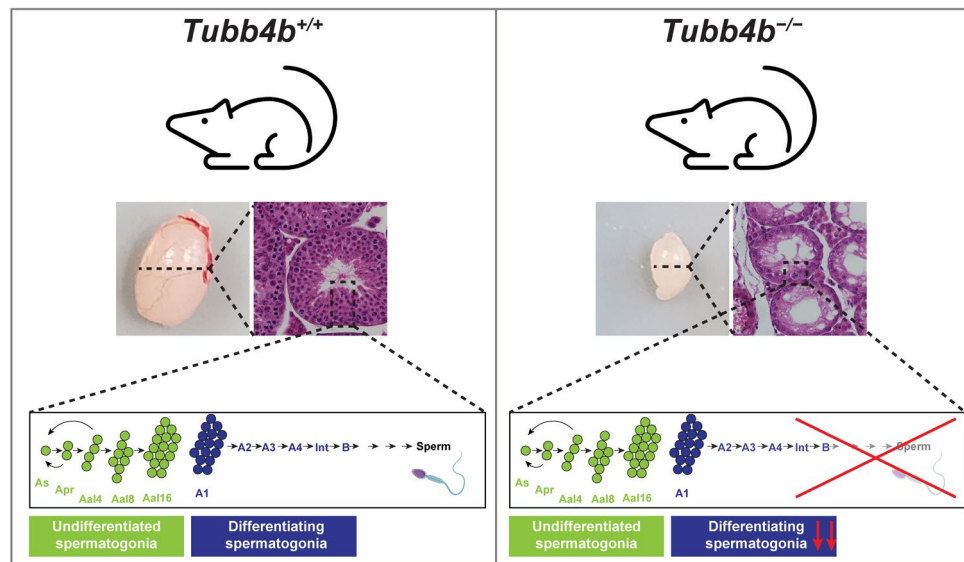 Tubb4b+/+
As
Apr
Aal4
Aal8
Aal16
A1
A2
A3
A4
Int
B
Sperm
Undifferentiated
spermatogonia
Differentiating
spermatogonia
Tubb4b−/−
As
Apr
Aal4
Aal8
Aal16
A1
A2
A3
A4
Int
B
Sperm
Undifferentiated
spermatogonia
Differentiating
spermatogonia